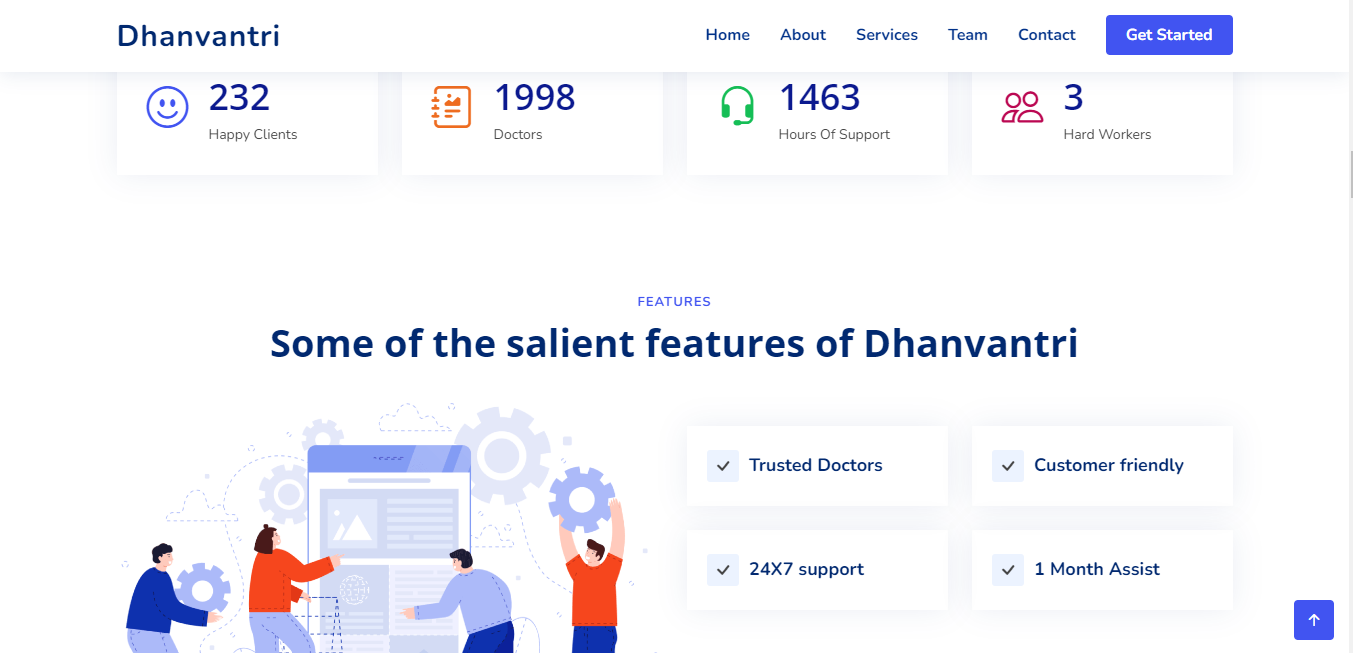 Dhanvantri
Home About Services Team Contact Get Started
232 1998 1463 3
Happy Clients Doctors Hours Of Support Hard Workers
FEATURES
Some of the salient features of Dhanvantri
Trusted Doctors Customer friendly
24X7 support 1 Month Assist